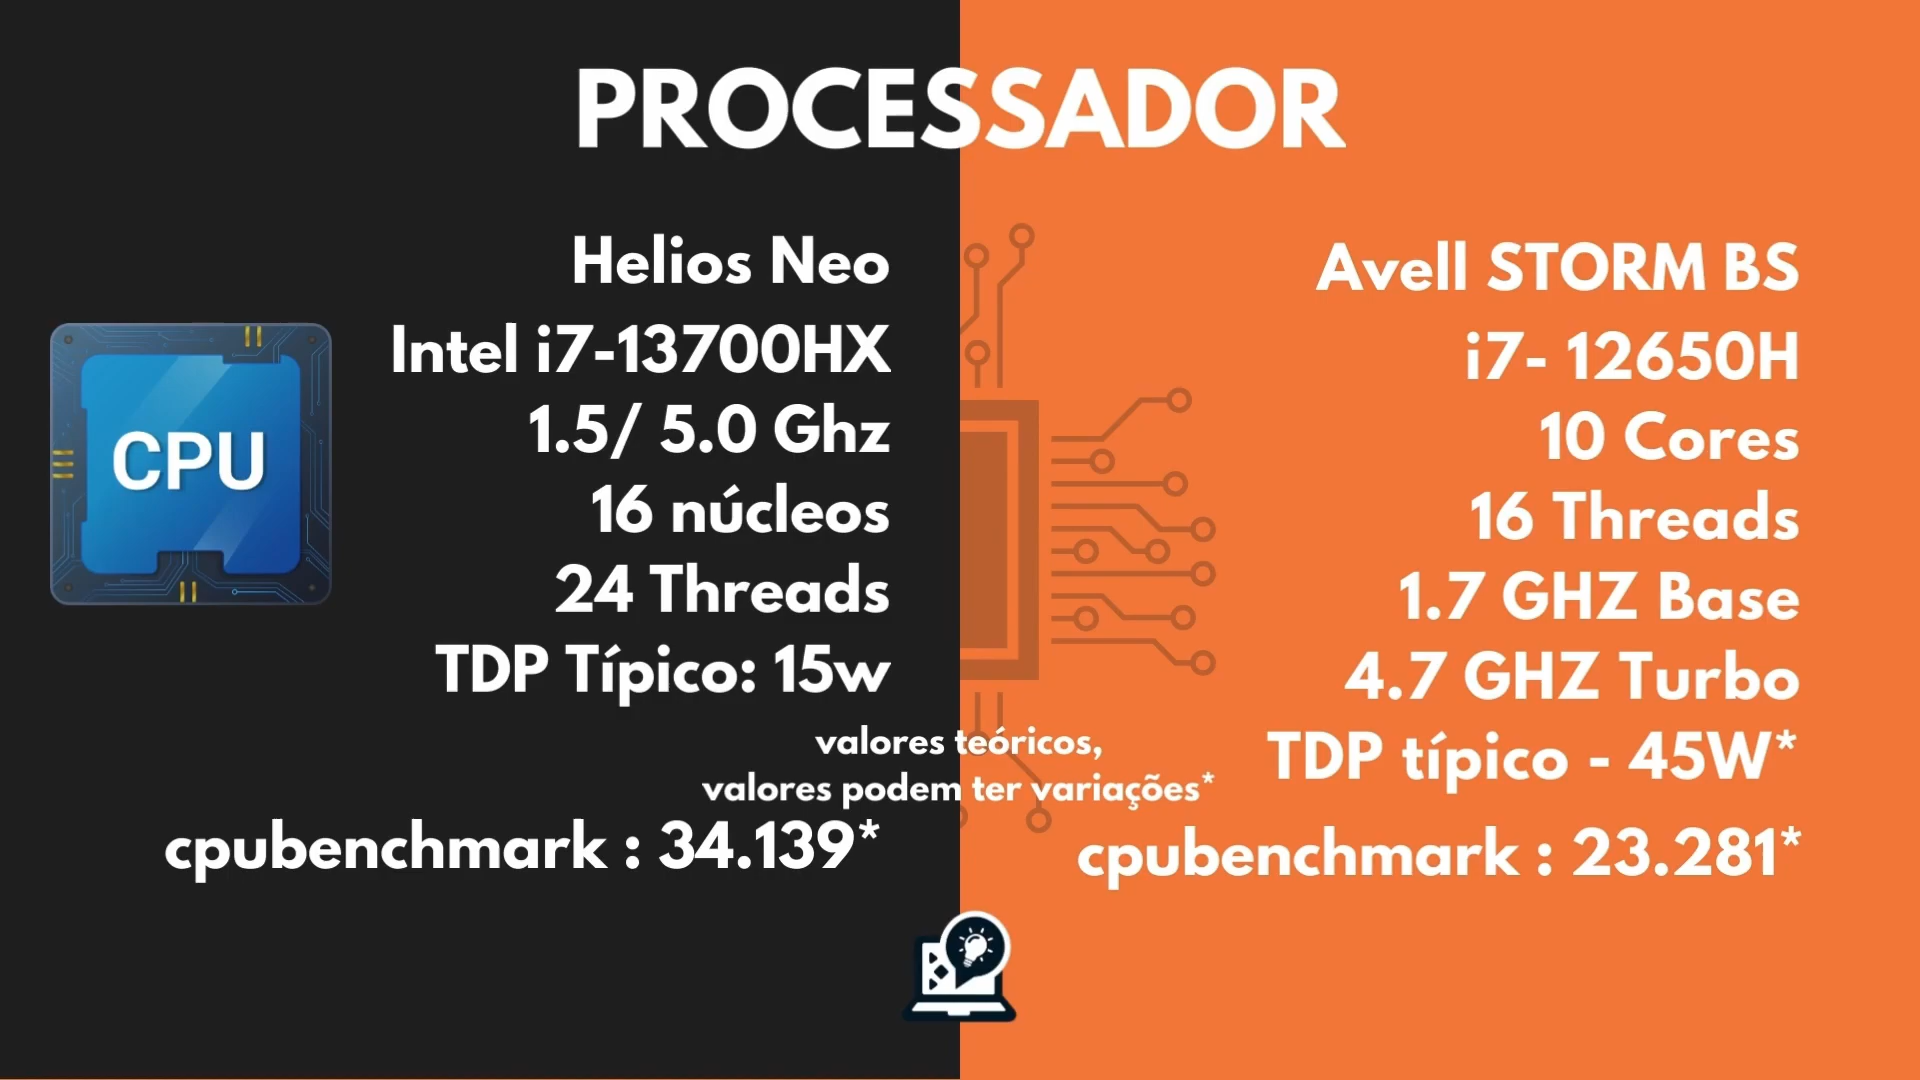 PROCESSADOR
Helios Neo
Intel i7-13700HX
1.5/ 5.0 Ghz
16 núcleos
24 Threads
TDP Típico: 15w
CPU
Avell STORM BS
i7- 12650H
10 Cores
16 Threads
1.7 GHZ Base
4.7 GHZ Turbo
TDP típico - 45W*
valores teóricos,
valores podem ter variações*
cpubenchmark : 34.139*
cpubenchmark : 23.281*